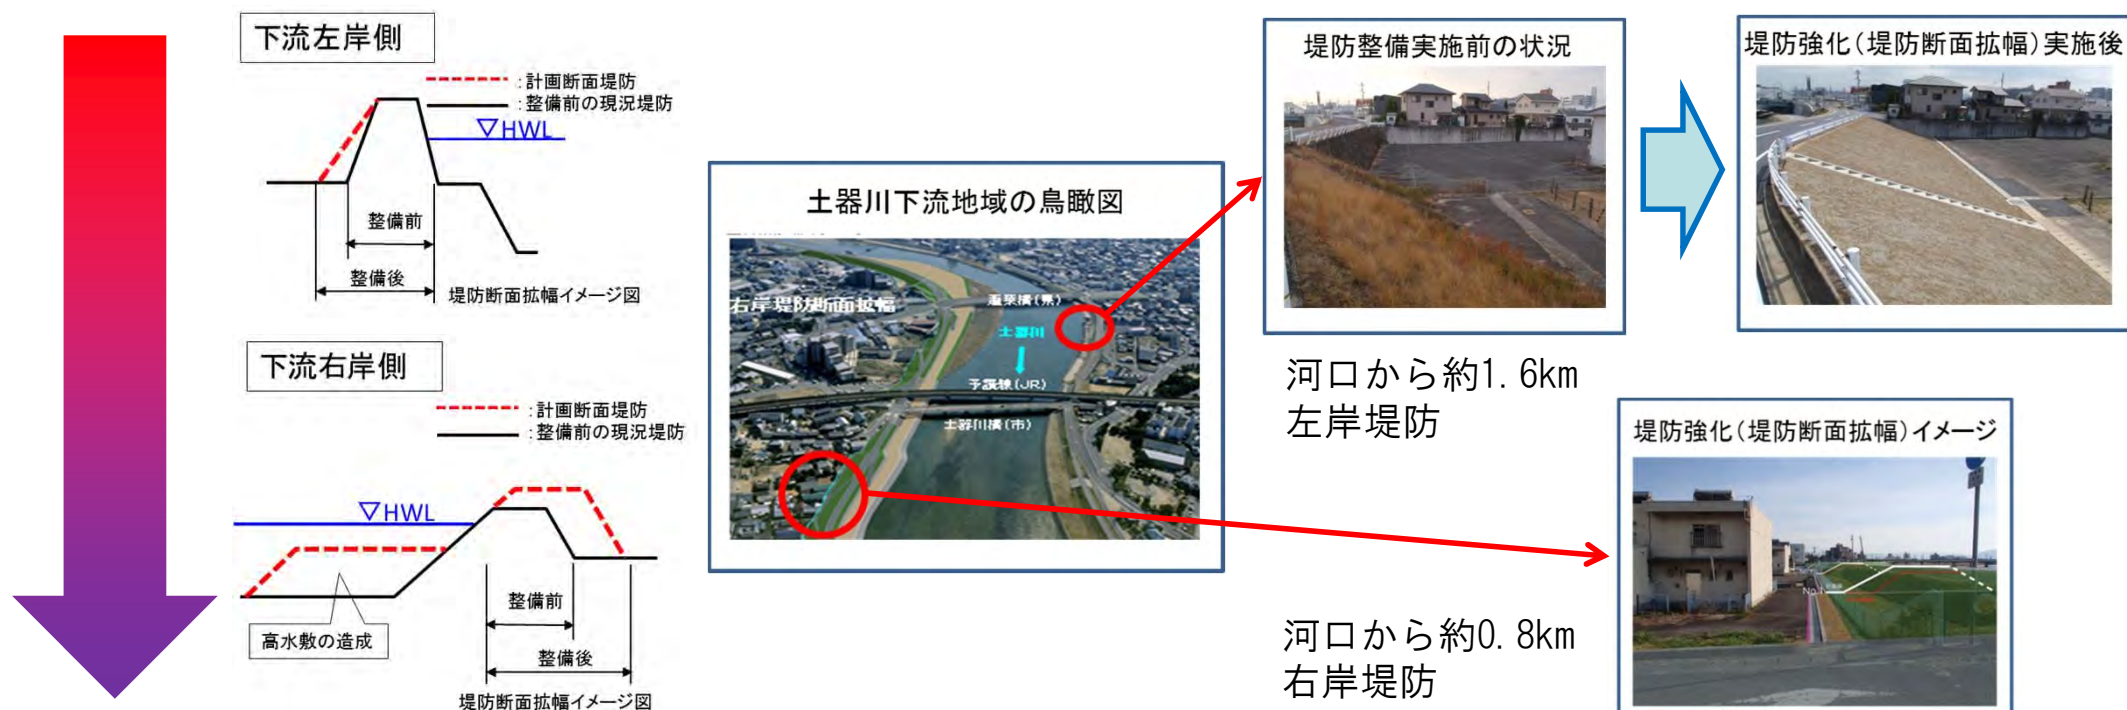 下流左岸側
:計画断面堤防
:整備前の現況堤防
▽HWL
整備前
整備後
堤防断面拡幅イメージ図
下流右岸側
:計画断面堤防
:整備前の現況堤防
▽HWL
高水敷の造成
整備前
整備後
堤防断面拡幅イメージ図
土器川下流地域の鳥瞰図
右岸堤防断面拡幅
土器川
予讃線(JR)
土器川橋(市)
堤防整備実施前の状況
河口から約1.6km
左岸堤防
堤防強化(堤防断面拡幅)実施後
堤防強化(堤防断面拡幅)イメージ
河口から約0.8km
右岸堤防